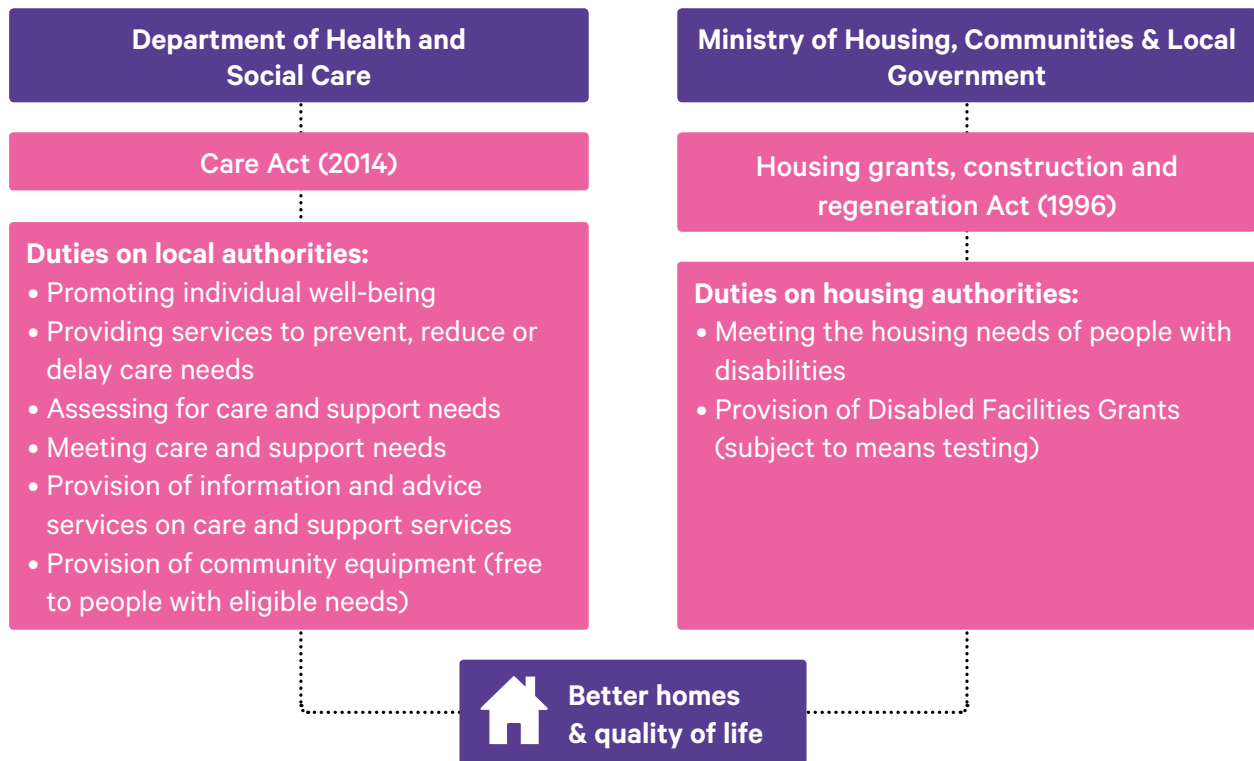 Department of Health and
Social Care
Care Act (2014)
Duties on local authorities:
• Promoting individual well-being
• Providing services to prevent, reduce or
delay care needs
• Assessing for care and support needs
• Meeting care and support needs
• Provision of information and advice
services on care and support services
• Provision of community equipment (free
to people with eligible needs)
Ministry of Housing, Communities & Local
Government
Housing grants, construction and
regeneration Act (1996)
Duties on housing authorities:
• Meeting the housing needs of people with
disabilities
• Provision of Disabled Facilities Grants
(subject to means testing)
Better homes
& quality of life